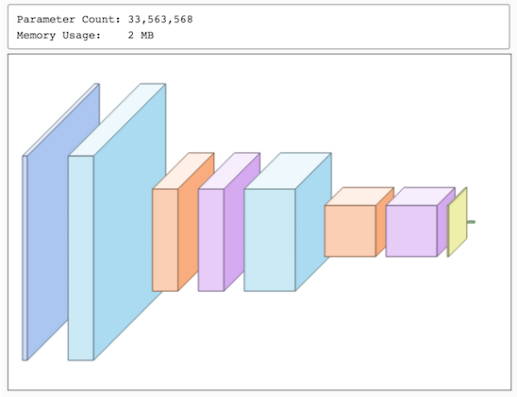 Parameter Count: 33,563,568
Memory Usage: 2 MB